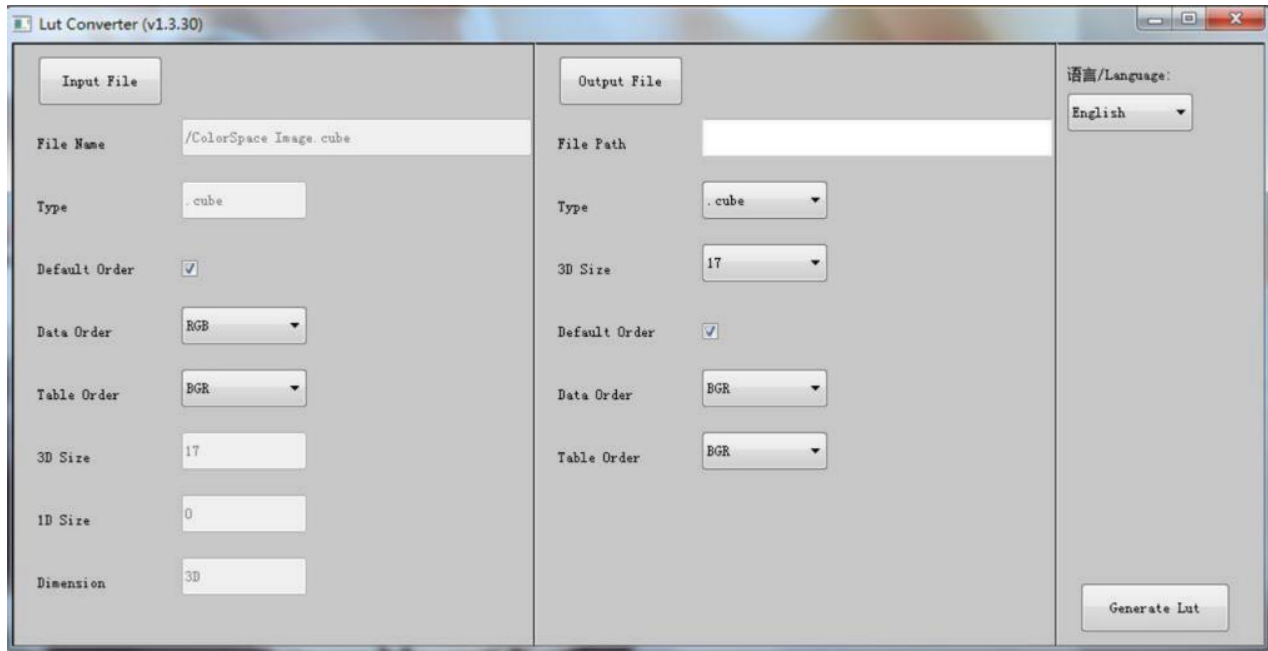 Lut Converter (v1.3.30)
Input File
File Name
/ColorSpace Image.cube
Type
.cube
Default Order
Data Order
RGB
Table Order
BGR
3D Size
17
1D Size
0
Dimension
3D
Output File
File Path
Type
.cube
3D Size
17
Default Order
Data Order
BGR
Table Order
BGR
语言/Language:
English
Generate Lut